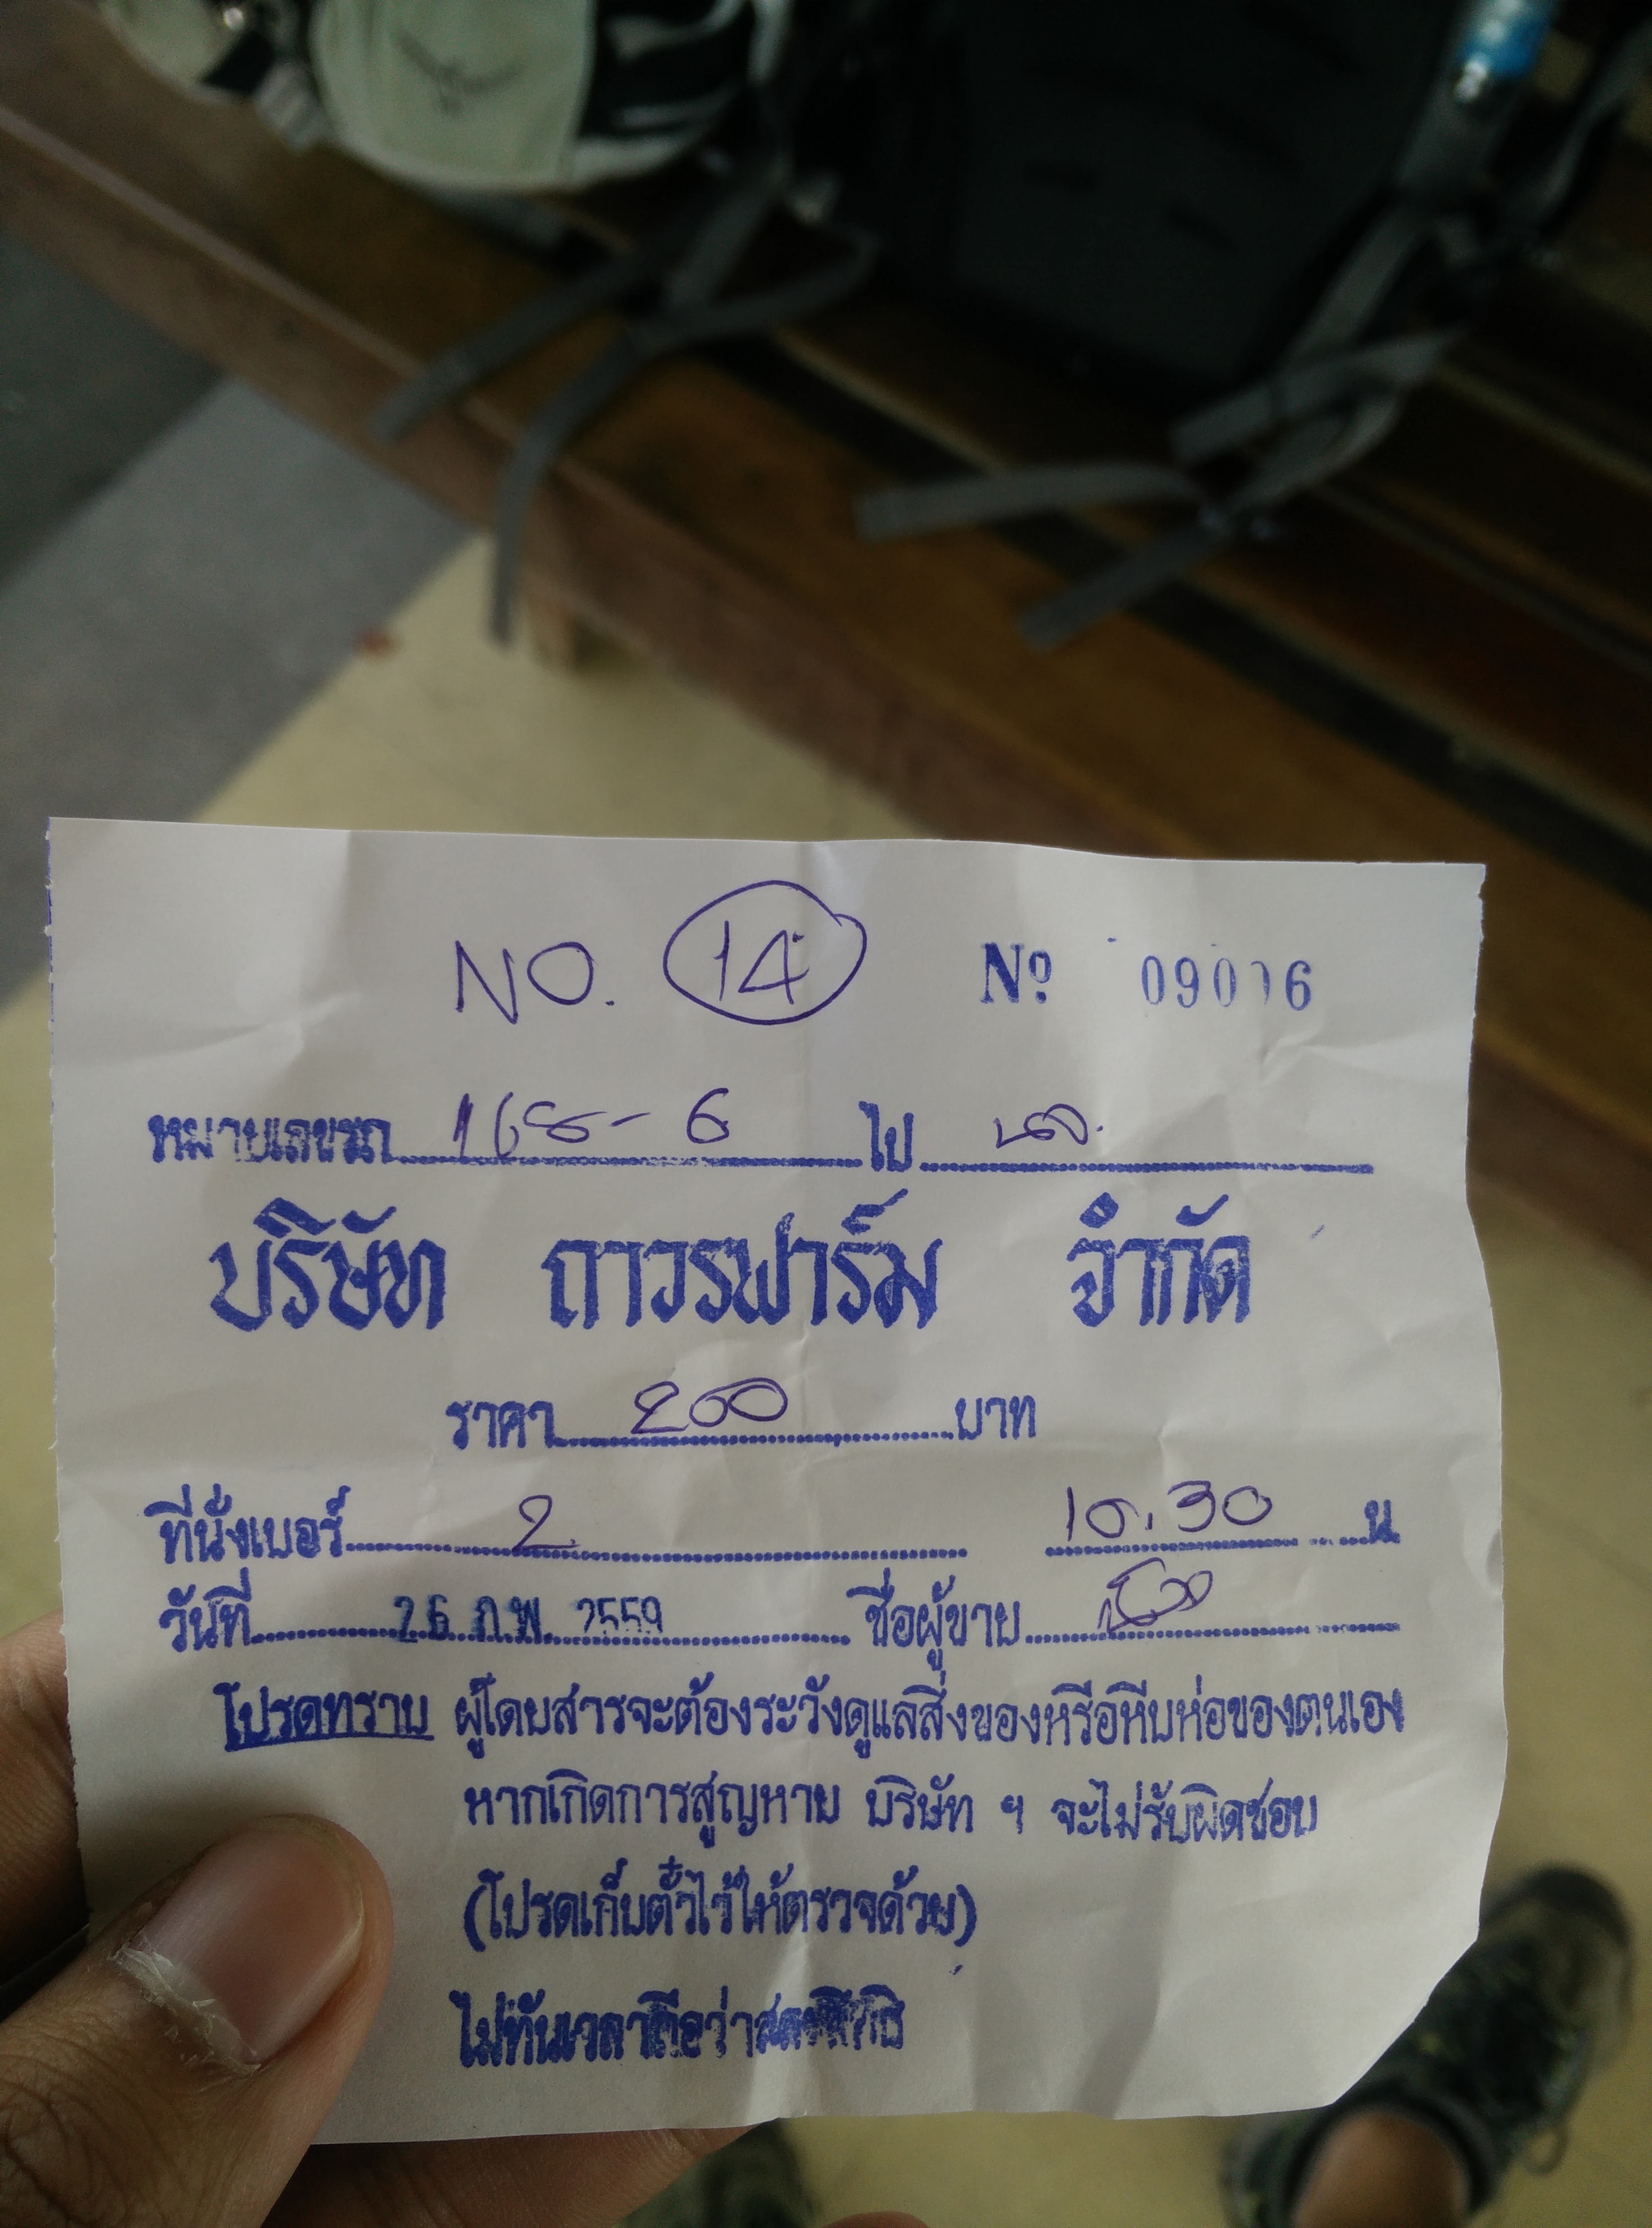 NO. 14 Nº 09016
หมายเลขรถ 168-6 ไป
บริษัท ถาวรฟาร์ม จำกัด
ราคา 200 บาท
ที่นั่งเบอร์ 2 10.30 น
วันที่ 26 ก.พ. 2559 ชื่อผู้ขาย
โปรดทราบ ผู้โดยสารจะต้องระวังดูแลสิ่งของหรือหีบห่อของตนเอง
หากเกิดการสูญหาย บริษัท ฯ จะไม่รับผิดชอบ
(โปรดเก็บตั๋วไว้ให้ตรวจด้วย)
ไม่ทันเวลาถือว่าสละสิทธิ